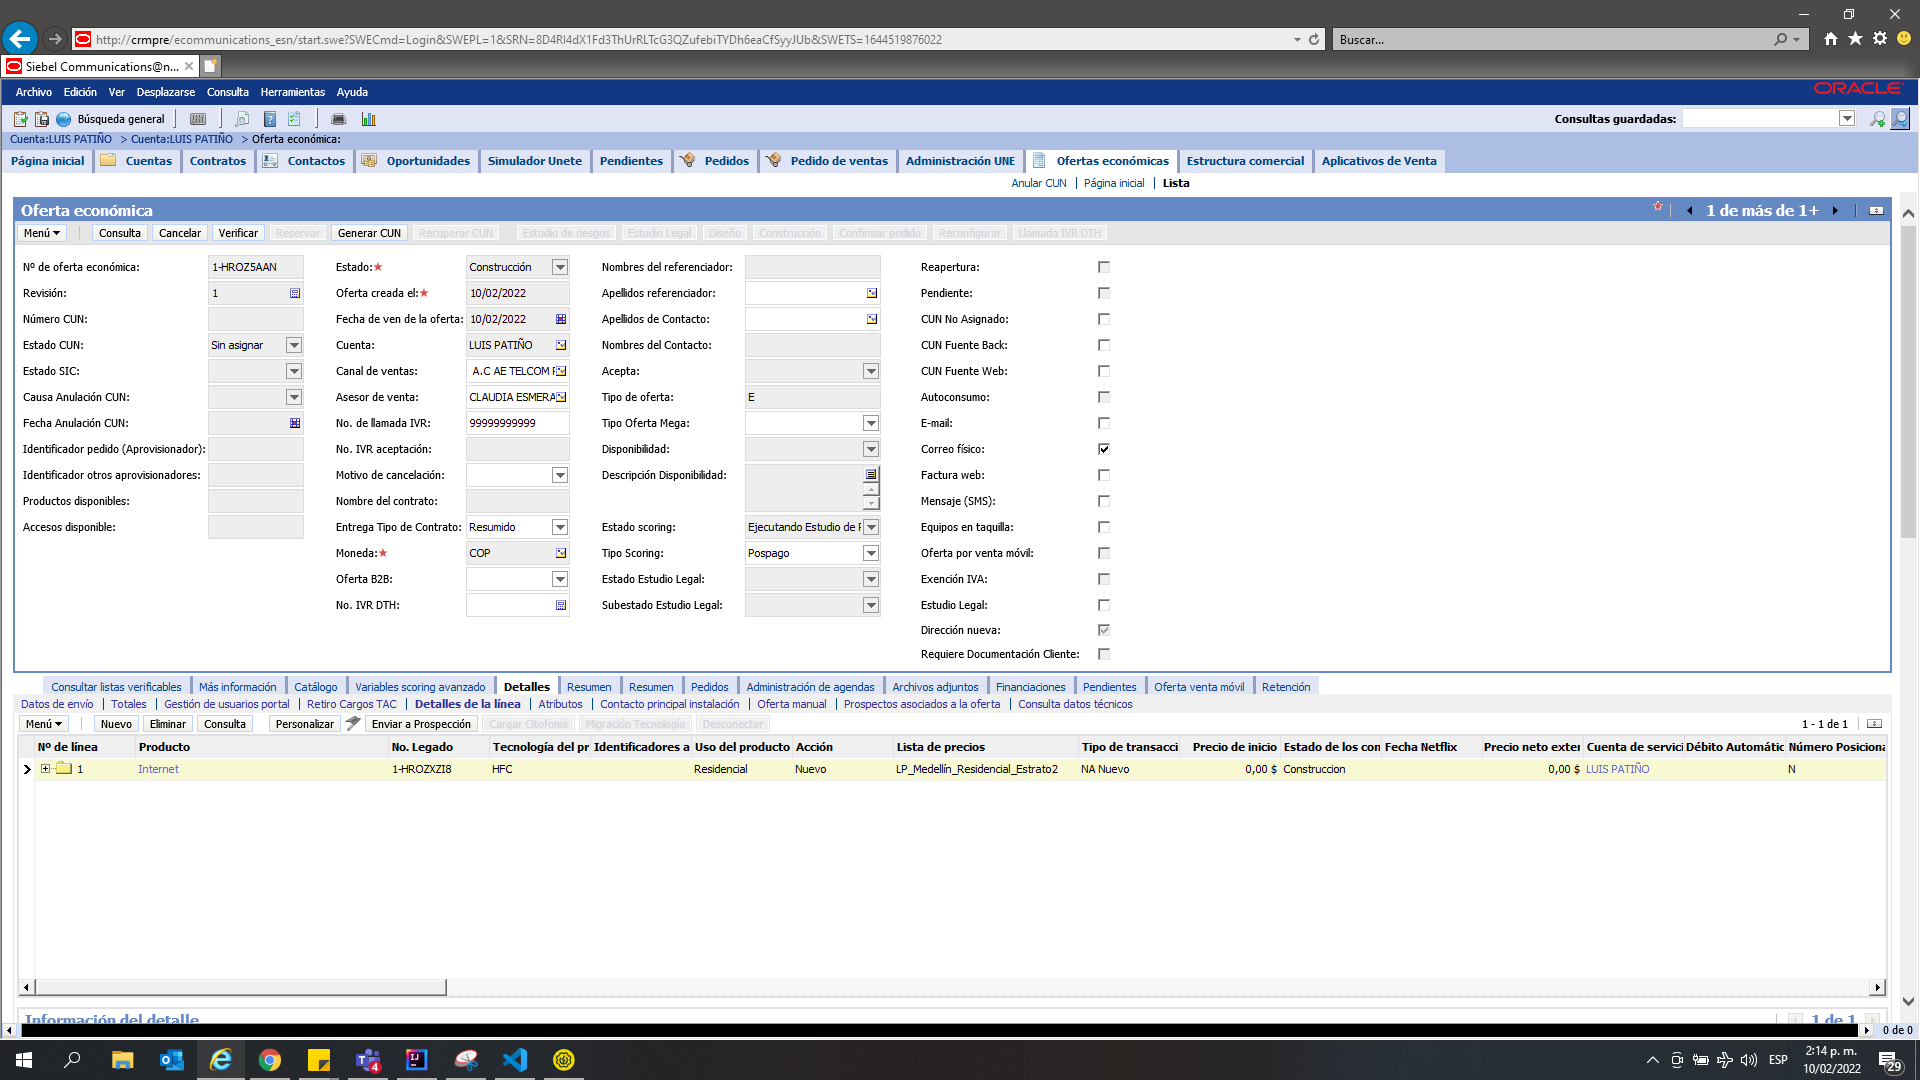 http://crmpre/ecommunications_esn/start.swe?SWECmd=Login&SWEPL=1&SRN=8D4RI4dX1Fd3ThUrRLTcG3QZufebiTYDh6eaCfSyyJUb&SWETS=1644519876022
Buscar...
Siebel Communications@n...
Archivo Edición Ver Desplazarse Consulta Herramientas Ayuda
ORACLE
Búsqueda general
Consultas guardadas:
Cuenta:LUIS PATIÑO > Cuenta:LUIS PATIÑO > Oferta económica:
Página inicial Cuentas Contratos Contactos Oportunidades Simulador Unete Pendientes Pedidos Pedido de ventas Administración UNE Ofertas económicas Estructura comercial Aplicativos de Venta
Anular CUN | Página inicial | Lista
Oferta económica
1 de más de 1+
Menú Consulta Cancelar Verificar Reservar Generar CUN Recuperar CUN Estudio de riesgos Estudio Legal Diseño Construcción Confirmar pedido Reconfigurar Llamada IVR DTH
Nº de oferta económica: 1-HROZ5AAN Estado:★ Construcción Nombres del referenciador: Reapertura:
Revisión: 1 Oferta creada el:★ 10/02/2022 Apellidos referenciador: Pendiente:
Número CUN: Fecha de ven de la oferta: 10/02/2022 Apellidos de Contacto: CUN No Asignado:
Estado CUN: Sin asignar Cuenta: LUIS PATIÑO Nombres del Contacto: CUN Fuente Back:
Estado SIC: Canal de ventas: A.C AE TELCOM Acepta: CUN Fuente Web:
Causa Anulación CUN: Asesor de venta: CLAUDIA ESMERA Tipo de oferta: E Autoconsumo:
Fecha Anulación CUN: No. de llamada IVR: 99999999999 Tipo Oferta Mega: E-mail:
Identificador pedido (Aprovisionador): No. IVR aceptación: Disponibilidad: Correo físico:
Identificador otros aprovisionadores: Motivo de cancelación: Descripción Disponibilidad: Factura web:
Productos disponibles: Nombre del contrato: Mensaje (SMS):
Accesos disponible: Entrega Tipo de Contrato: Resumido Estado scoring: Ejecutando Estudio de Equipos en taquilla:
Moneda:★ COP Tipo Scoring: Pospago Oferta por venta móvil:
Oferta B2B: Estado Estudio Legal: Exención IVA:
No. IVR DTH: Subestado Estudio Legal: Estudio Legal:
Dirección nueva:
Requiere Documentación Cliente:
Consultar listas verificables Más información Catálogo Variables scoring avanzado Detalles Resumen Resumen Pedidos Administración de agendas Archivos adjuntos Financiaciones Pendientes Oferta venta móvil Retención
Datos de envío | Totales | Gestión de usuarios portal | Retiro Cargos TAC | Detalles de la línea | Atributos | Contacto principal instalación | Oferta manual | Prospectos asociados a la oferta | Consulta datos técnicos
Menú Nuevo Eliminar Consulta Personalizar Enviar a Prospección Cargar Citofonía Migración Tecnología Desconectar 1 - 1 de 1
Nº de línea Producto No. Legado Tecnología del pr Identificadores a Uso del producto Acción Lista de precios Tipo de transacci Precio de inicio Estado de los con Fecha Netflix Precio neto exter Cuenta de servici Débito Automátic Número Posiciona
1 Internet 1-HROZXZI8 HFC Residencial Nuevo LP_Medellín_Residencial_Estrato2 NA Nuevo 0,00 $ Construccion 0,00 $ LUIS PATIÑO N
Información del detalle
1 de 1
0 de 0
4
ESP
2:14 p. m.
10/02/2022
29